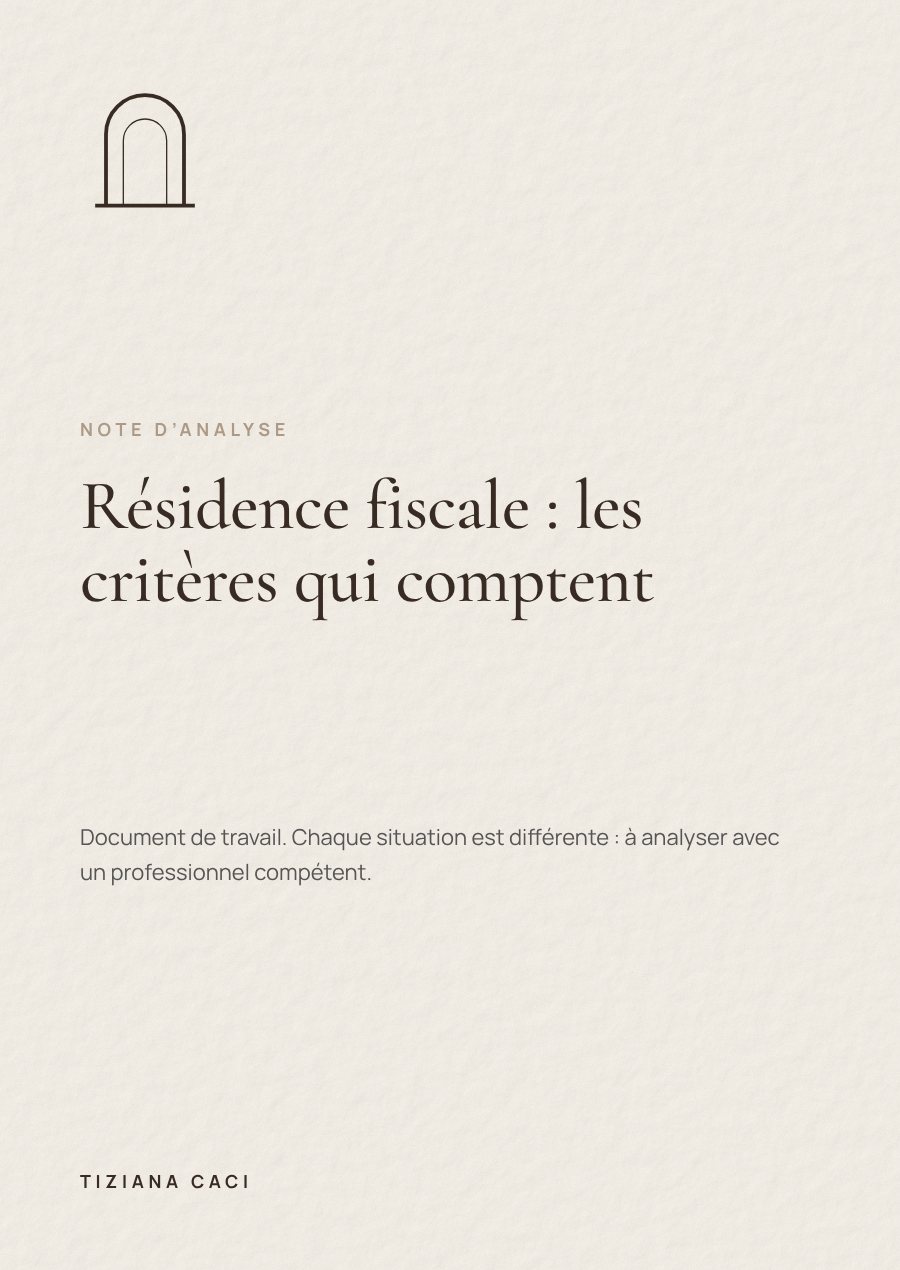 NOTE D’ANALYSE
Résidence fiscale : les
critères qui comptent
Document de travail. Chaque situation est différente : à analyser avec
un professionnel compétent.
TIZIANA CACI